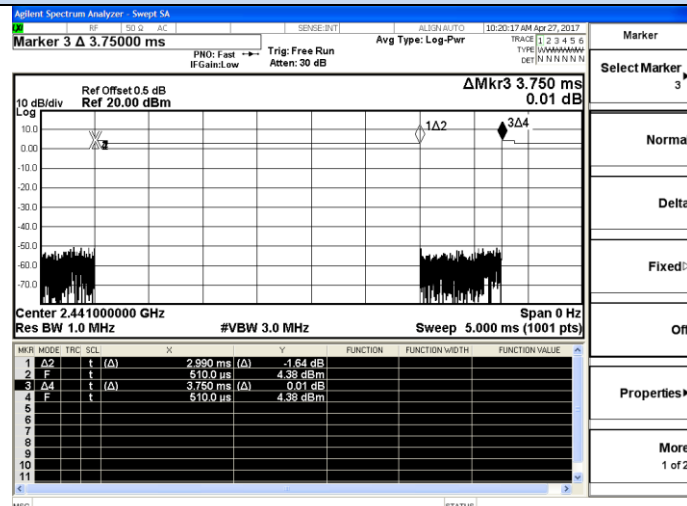 Agilent Spectrum Analyzer - Swept SA
RF 50 Ω AC SENSE:INT ALIGN AUTO 10:20:17 AM Apr 27, 2017
Marker 3 Δ 3.75000 ms
PNO: Fast
IFGain:Low
Trig: Free Run
Atten: 30 dB
Avg Type: Log-Pwr
TRACE 1 2 3 4 5 6
TYPE
DET N N N N N N
Ref Offset 0.5 dB
10 dB/div Ref 20.00 dBm
ΔMkr3 3.750 ms
0.01 dB
Log
10.0
0.00
-10.0
-20.0
-30.0
-40.0
-50.0
-60.0
-70.0
1Δ2
3Δ4
Center 2.441000000 GHz Span 0 Hz
Res BW 1.0 MHz #VBW 3.0 MHz Sweep 5.000 ms (1001 pts)
MKR MODE TRC SCL X Y FUNCTION FUNCTION WIDTH FUNCTION VALUE
1 Δ2 t (Δ) 2.990 ms (Δ) -1.64 dB
2 F t 510.0 µs 4.38 dBm
3 Δ4 t (Δ) 3.750 ms (Δ) 0.01 dB
4 F t 510.0 µs 4.38 dBm
5
6
7
8
9
10
11
MSG STATUS
Marker
Select Marker
3
Norma
Delta
Fixed
Off
Properties
More
1 of 2